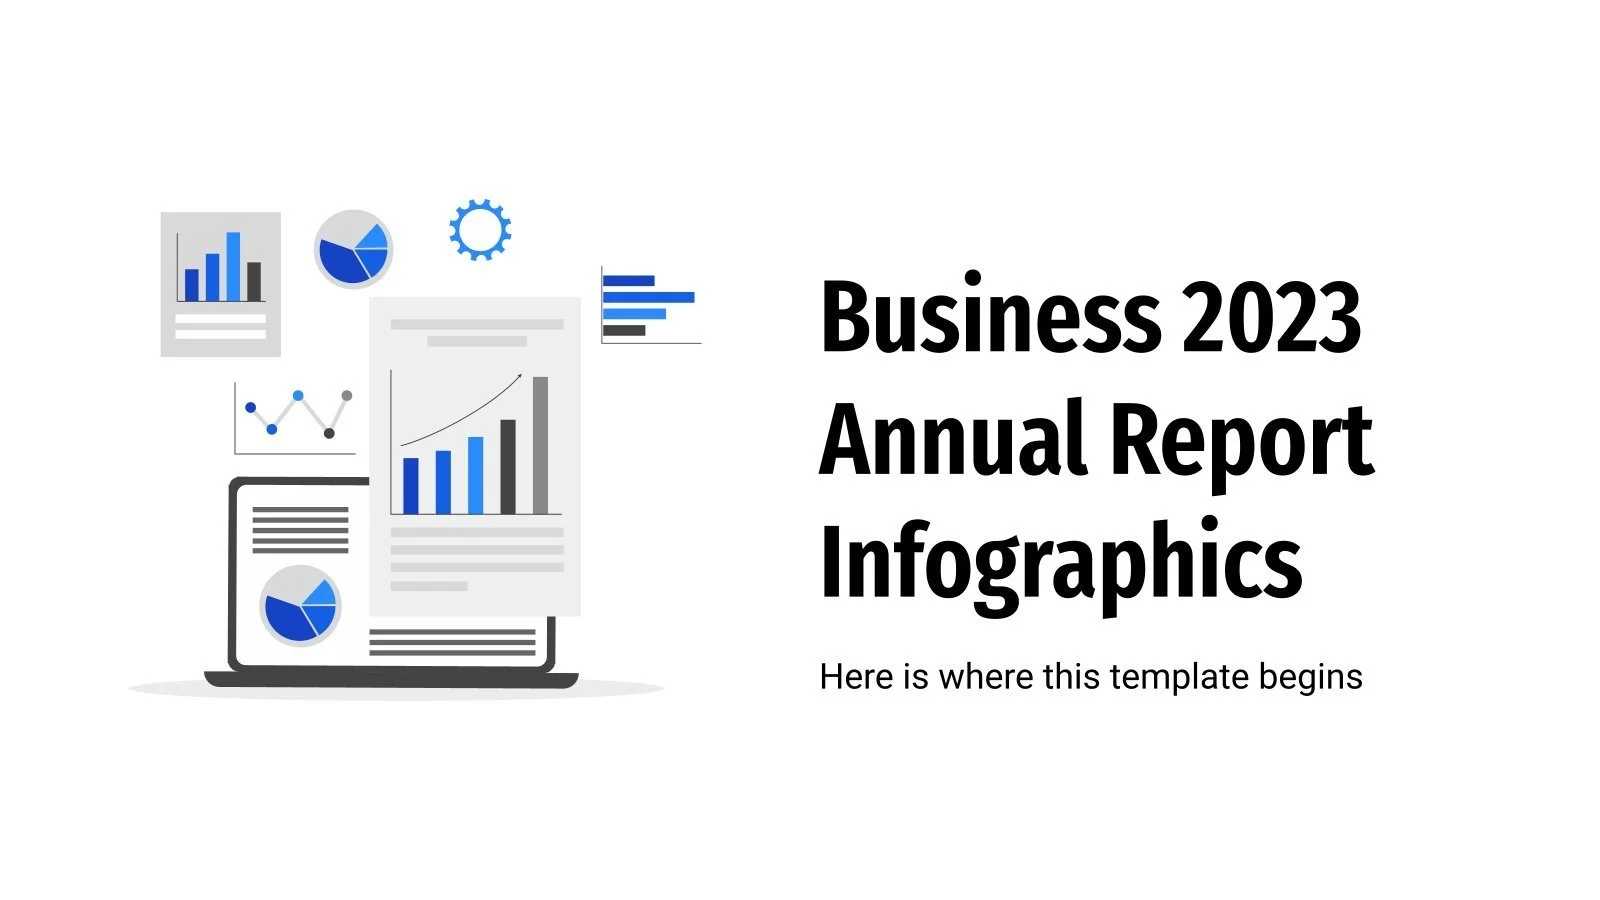 Business 2023
Annual Report
Infographics
Here is where this template begins